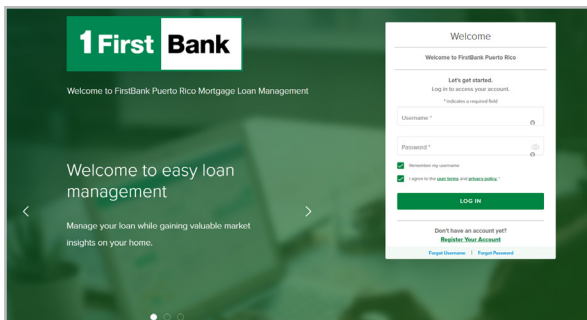 1 First Bank
Welcome to FirstBank Puerto Rico Mortgage Loan Management
Welcome to easy loan
management
Manage your loan while gaining valuable market
insights on your home.
Welcome
Welcome to FirstBank Puerto Rico
Let's get started.
Log in to access your account.
* indicates a required field
Username *
Password *
Remember my username
I agree to the user terms and privacy policy *
LOG IN
Don't have an account yet?
Register Your Account
Forgot Username | Forgot Password